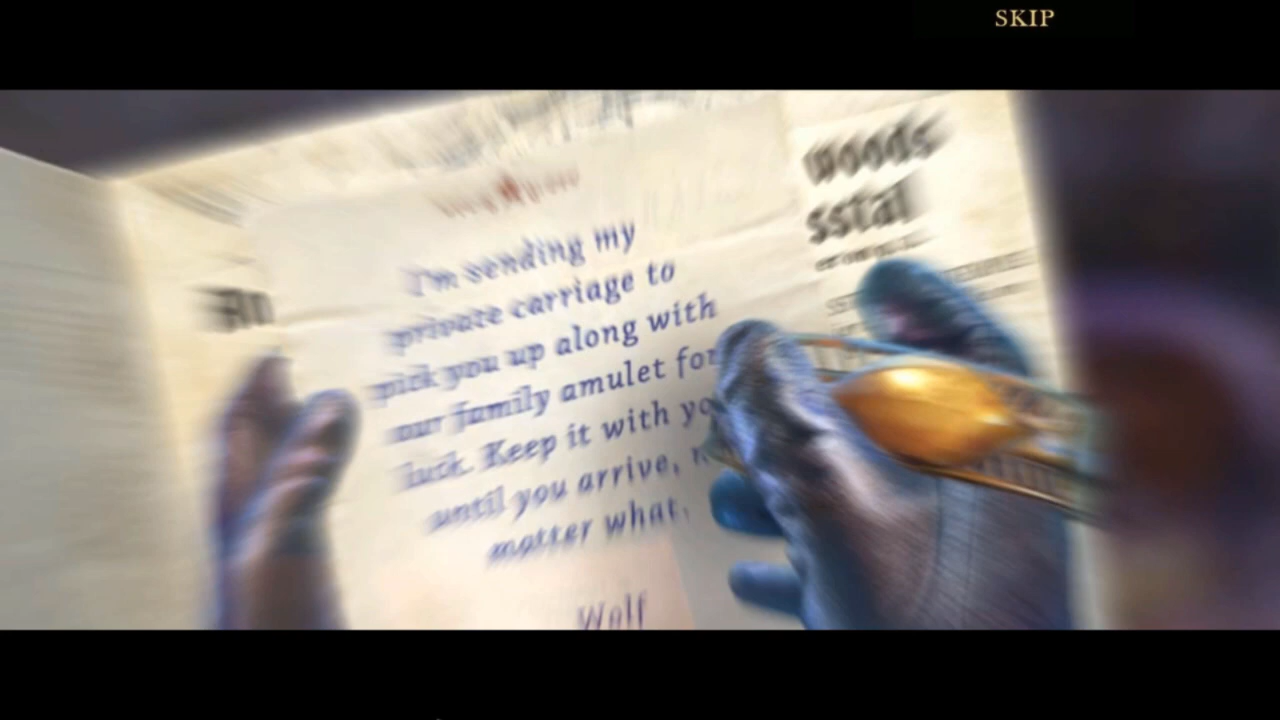 SKIP
woods
sstal
I'm sending my
private carriage to
pick you up along with
our family amulet for
luck. Keep it with yo
until you arrive, n
matter what.
Wolf